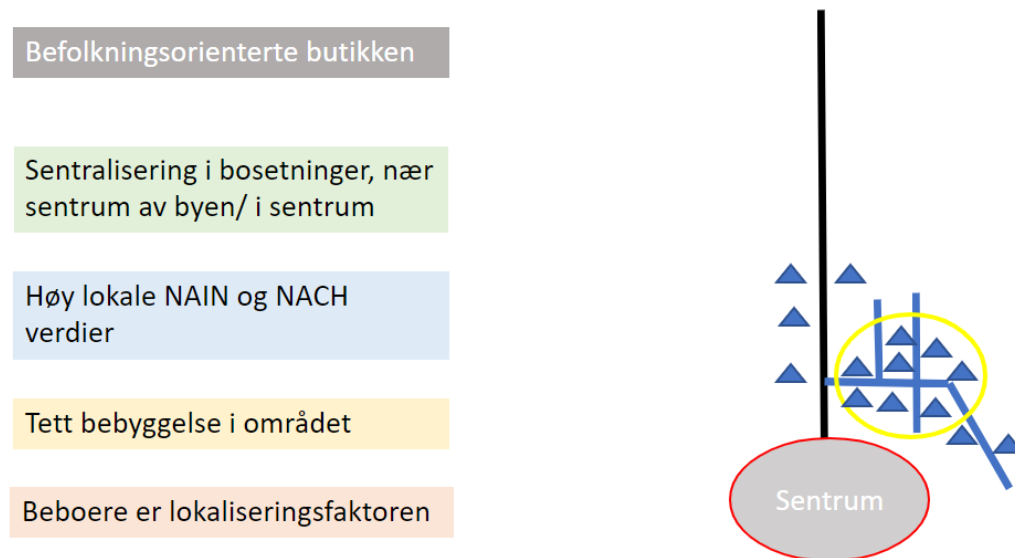 Befolkningsorienterte butikken
Sentralisering i bosetninger, nær
sentrum av byen/ i sentrum
Høy lokale NAIN og NACH
verdier
Tett bebyggelse i området
Beboere er lokaliseringsfaktoren
Sentrum